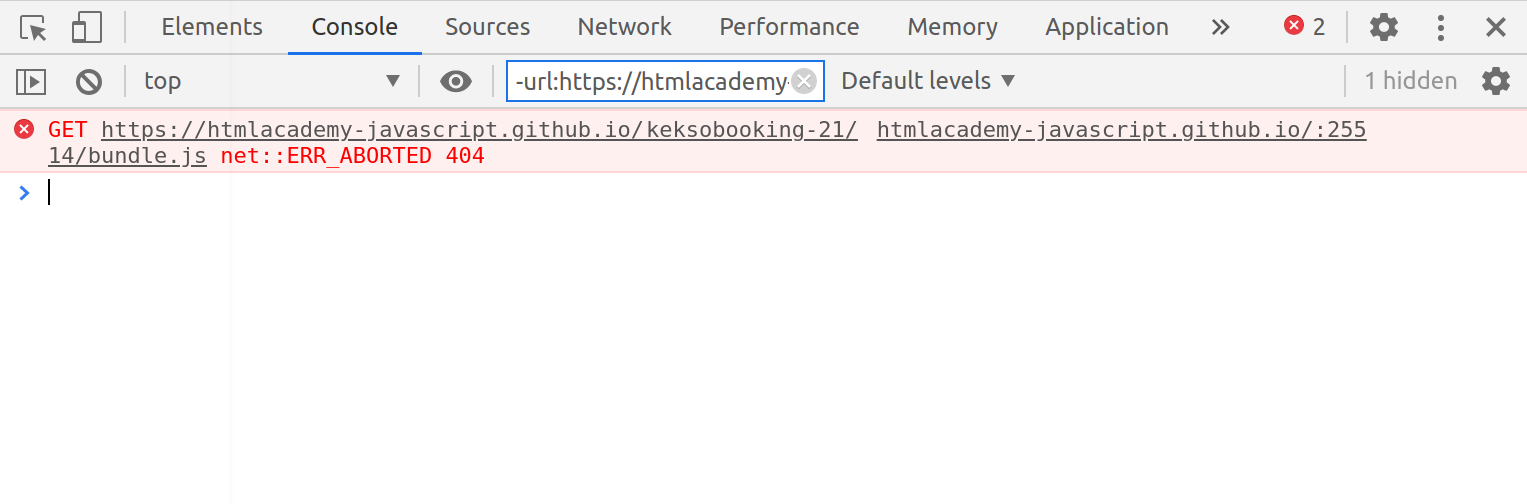 Elements Console Sources Network Performance Memory Application 2
top -url:https://htmlacademy- Default levels 1 hidden
GET https://htmlacademy-javascript.github.io/keksobooking-21/ htmlacademy-javascript.github.io/:255
14/bundle.js net::ERR_ABORTED 404